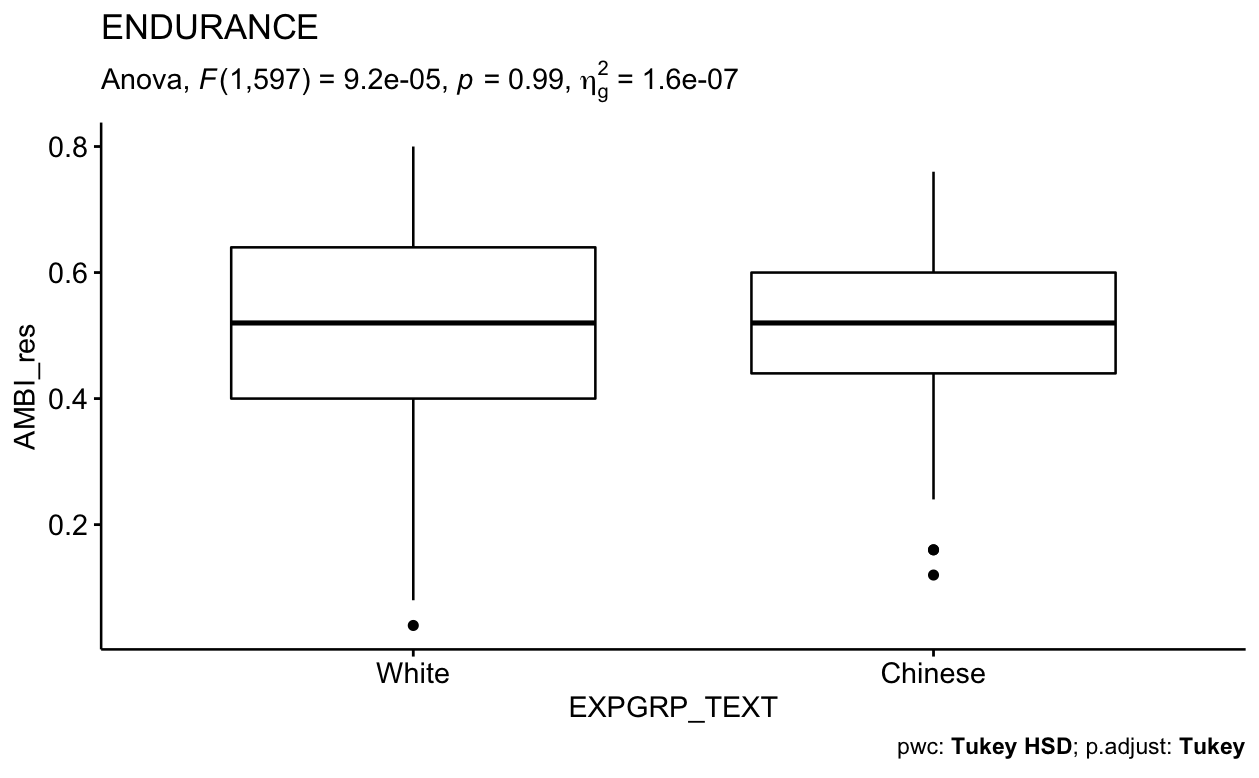 ENDURANCE
Anova, F(1,597) = 9.2e-05, p = 0.99, η²g = 1.6e-07
0.8
0.6
0.4
0.2
AMBI_res
White Chinese
EXPGRP_TEXT
pwc: Tukey HSD; p.adjust: Tukey